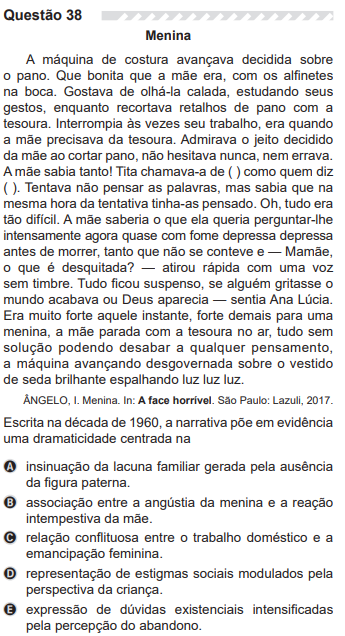 Questão 38
Menina
A máquina de costura avançava decidida sobre
o pano. Que bonita que a mãe era, com os alfinetes
na boca. Gostava de olhá-la calada, estudando seus
gestos, enquanto recortava retalhos de pano com a
tesoura. Interrompia às vezes seu trabalho, era quando
a mãe precisava da tesoura. Admirava o jeito decidido
da mãe ao cortar pano, não hesitava nunca, nem errava.
A mãe sabia tanto! Tita chamava-a de ( ) como quem diz
( ). Tentava não pensar as palavras, mas sabia que na
mesma hora da tentativa tinha-as pensado. Oh, tudo era
tão difícil. A mãe saberia o que ela queria perguntar-lhe
intensamente agora quase com fome depressa depressa
antes de morrer, tanto que não se conteve e — Mamãe,
o que é desquitada? — atirou rápida com uma voz
sem timbre. Tudo ficou suspenso, se alguém gritasse o
mundo acabava ou Deus aparecia — sentia Ana Lúcia.
Era muito forte aquele instante, forte demais para uma
menina, a mãe parada com a tesoura no ar, tudo sem
solução podendo desabar a qualquer pensamento,
a máquina avançando desgovernada sobre o vestido
de seda brilhante espalhando luz luz luz.
ÂNGELO, I. Menina. In: A face horrível. São Paulo: Lazuli, 2017.
Escrita na década de 1960, a narrativa põe em evidência
uma dramaticidade centrada na
A insinuação da lacuna familiar gerada pela ausência
da figura paterna.
B associação entre a angústia da menina e a reação
intempestiva da mãe.
C relação conflituosa entre o trabalho doméstico e a
emancipação feminina.
D representação de estigmas sociais modulados pela
perspectiva da criança.
E expressão de dúvidas existenciais intensificadas
pela percepção do abandono.